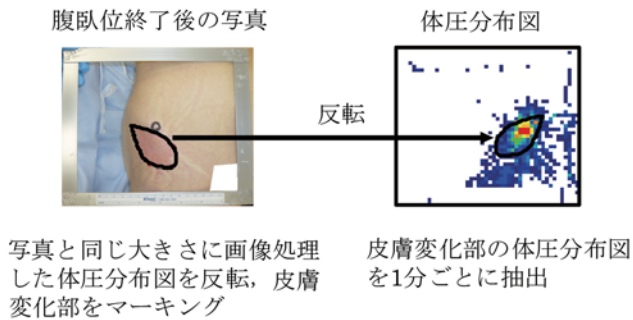 腹臥位終了後の写真
体圧分布図
反転
写真と同じ大きさに画像処理
した体圧分布図を反転，皮膚
変化部をマーキング
皮膚変化部の体圧分布図
を1分ごとに抽出